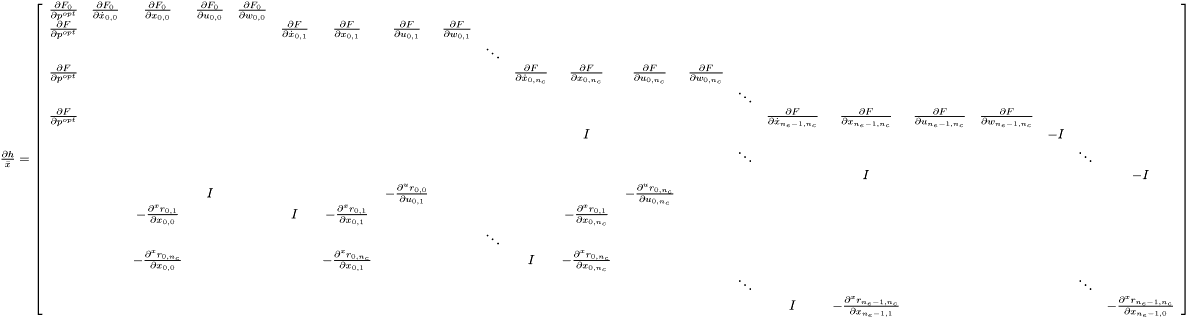 \frac{\partial F_0}{\partial p^{opt}} \frac{\partial F_0}{\partial \dot{x}_{0,0}} \frac{\partial F_0}{\partial x_{0,0}} \frac{\partial F_0}{\partial u_{0,0}} \frac{\partial F_0}{\partial w_{0,0}}
\frac{\partial F}{\partial p^{opt}} \frac{\partial F}{\partial \dot{x}_{0,1}} \frac{\partial F}{\partial x_{0,1}} \frac{\partial F}{\partial u_{0,1}} \frac{\partial F}{\partial w_{0,1}}
⋱
\frac{\partial F}{\partial p^{opt}} \frac{\partial F}{\partial \dot{x}_{0,n_c}} \frac{\partial F}{\partial x_{0,n_c}} \frac{\partial F}{\partial u_{0,n_c}} \frac{\partial F}{\partial w_{0,n_c}}
⋱
\frac{\partial F}{\partial p^{opt}} \frac{\partial F}{\partial \dot{x}_{n_e-1,n_c}} \frac{\partial F}{\partial x_{n_e-1,n_c}} \frac{\partial F}{\partial u_{n_e-1,n_c}} \frac{\partial F}{\partial w_{n_e-1,n_c}}
I -I
\frac{\partial h}{\bar{x}} = ⋱ ⋱
I -I
I -\frac{\partial^u r_{0,0}}{\partial u_{0,1}} -\frac{\partial^u r_{0,n_c}}{\partial u_{0,n_c}}
-\frac{\partial^x r_{0,1}}{\partial x_{0,0}} I -\frac{\partial^x r_{0,1}}{\partial x_{0,1}} -\frac{\partial^x r_{0,1}}{\partial x_{0,n_c}}
⋱
-\frac{\partial^x r_{0,n_c}}{\partial x_{0,0}} -\frac{\partial^x r_{0,n_c}}{\partial x_{0,1}} I -\frac{\partial^x r_{0,n_c}}{\partial x_{0,n_c}}
⋱ ⋱
I -\frac{\partial^x r_{n_e-1,n_c}}{\partial x_{n_e-1,1}} -\frac{\partial^x r_{n_e-1,n_c}}{\partial x_{n_e-1,0}}